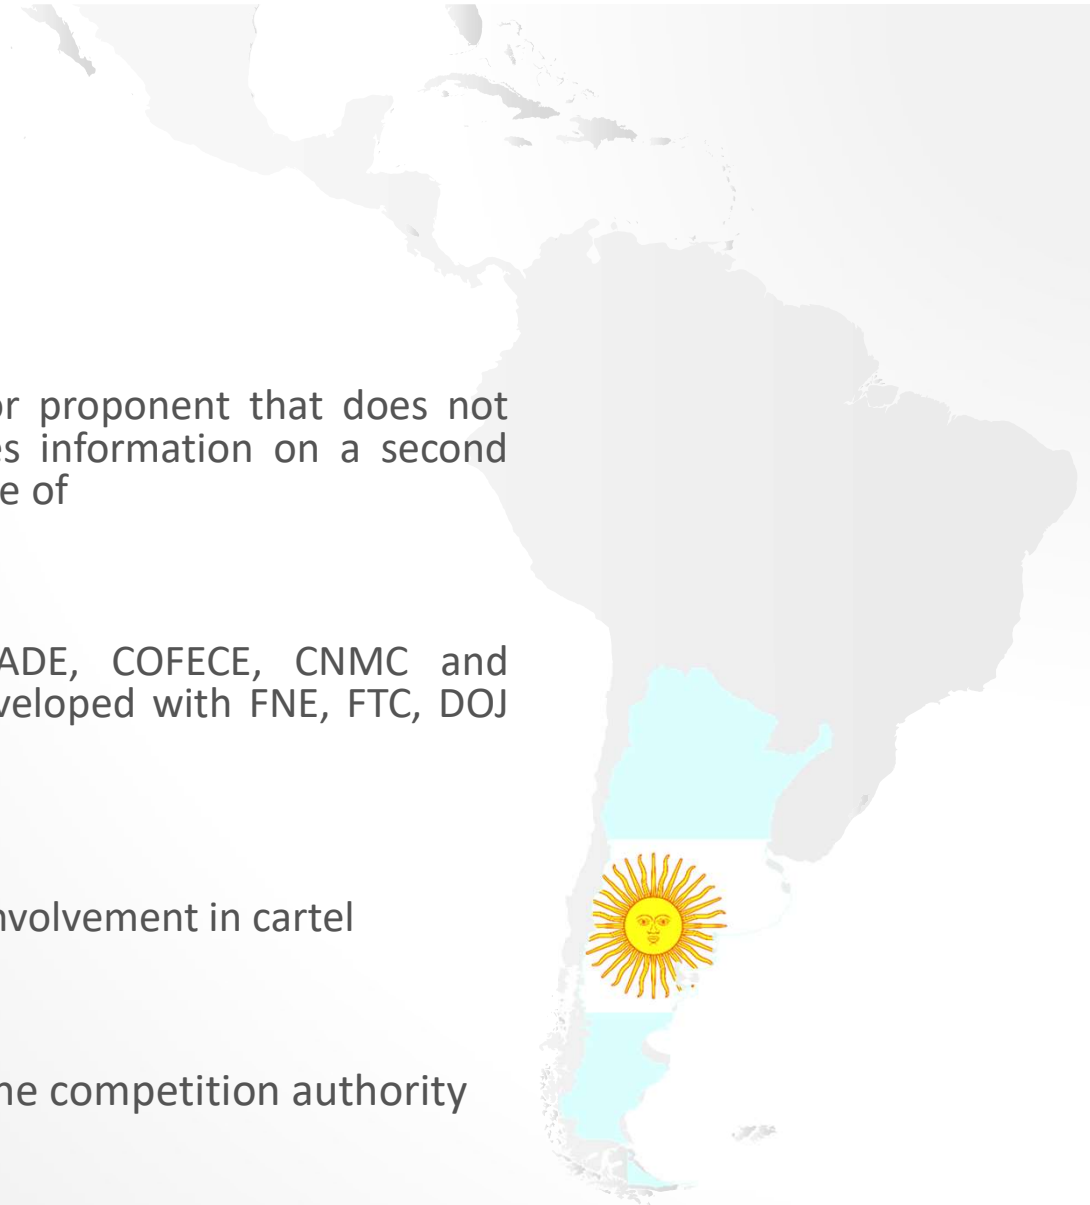 or proponent that does not
es information on a second
e of
ADE, COFECE, CNMC and
veloped with FNE, FTC, DOJ
nvolvement in cartel
he competition authority